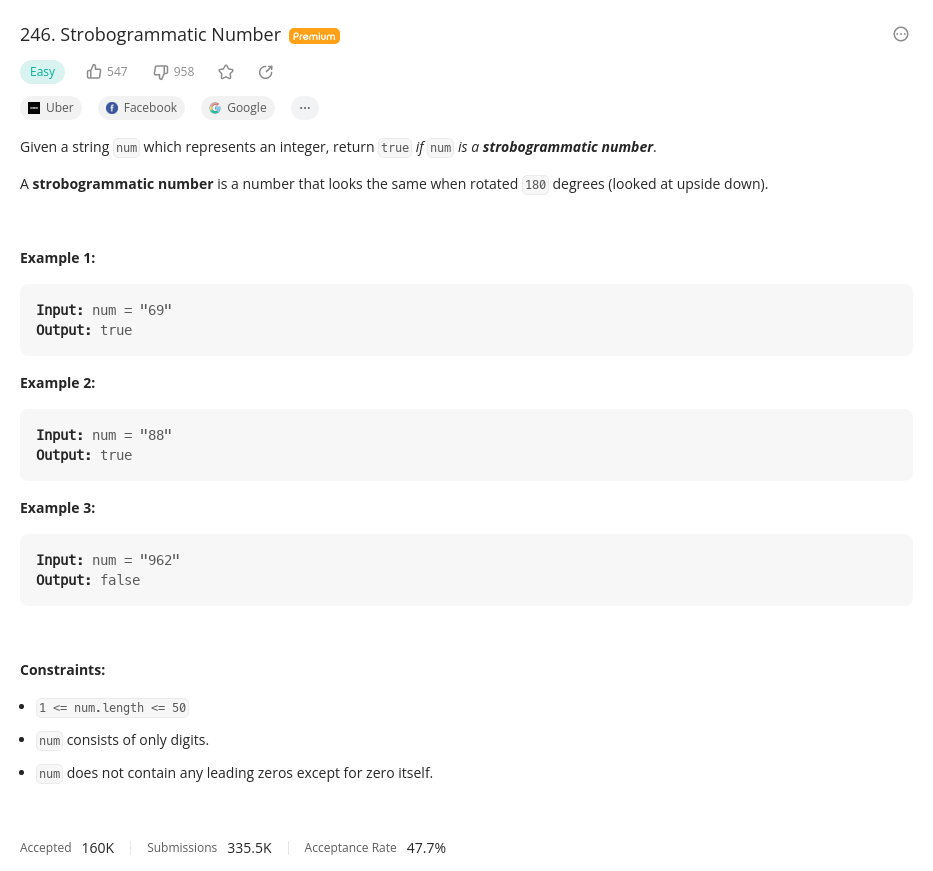 246. Strobogrammatic Number Premium
Easy 547 958
Uber Facebook Google ...
Given a string num which represents an integer, return true if num is a strobogrammatic number.
A strobogrammatic number is a number that looks the same when rotated 180 degrees (looked at upside down).
Example 1:
Input: num = "69"
Output: true
Example 2:
Input: num = "88"
Output: true
Example 3:
Input: num = "962"
Output: false
Constraints:
• 1 <= num.length <= 50
• num consists of only digits.
• num does not contain any leading zeros except for zero itself.
Accepted 160K Submissions 335.5K Acceptance Rate 47.7%